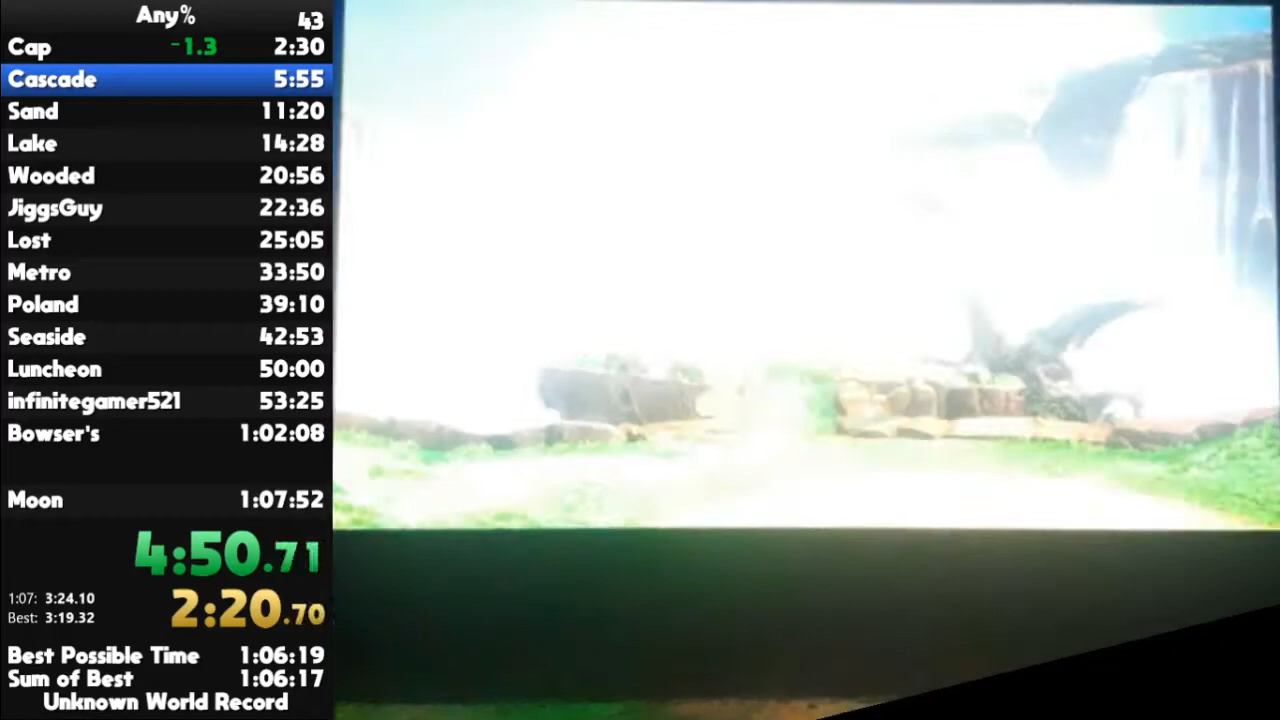 Any% 43
Cap -1.3 2:30
Cascade 5:55
Sand 11:20
Lake 14:28
Wooded 20:56
JiggsGuy 22:36
Lost 25:05
Metro 33:50
Poland 39:10
Seaside 42:53
Luncheon 50:00
infinitegamer521 53:25
Bowser's 1:02:08
Moon 1:07:52
4:50.71
1:07: 3:24.10
Best: 3:19.32
2:20.70
Best Possible Time 1:06:19
Sum of Best 1:06:17
Unknown World Record